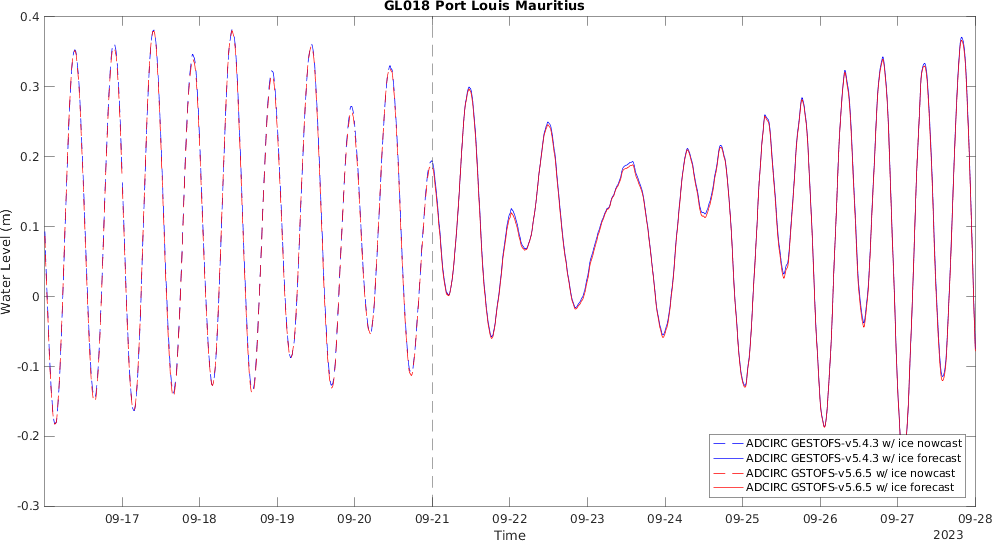 GL018 Port Louis Mauritius
0.4
0.3
0.2
0.1
0
-0.1
-0.2
-0.3
Water Level (m)
ADCIRC GESTOFS-v5.4.3 w/ ice nowcast
ADCIRC GESTOFS-v5.4.3 w/ ice forecast
ADCIRC GSTOFS-v5.6.5 w/ ice nowcast
ADCIRC GSTOFS-v5.6.5 w/ ice forecast
09-17 09-18 09-19 09-20 09-21 09-22 09-23 09-24 09-25 09-26 09-27 09-28
Time
2023